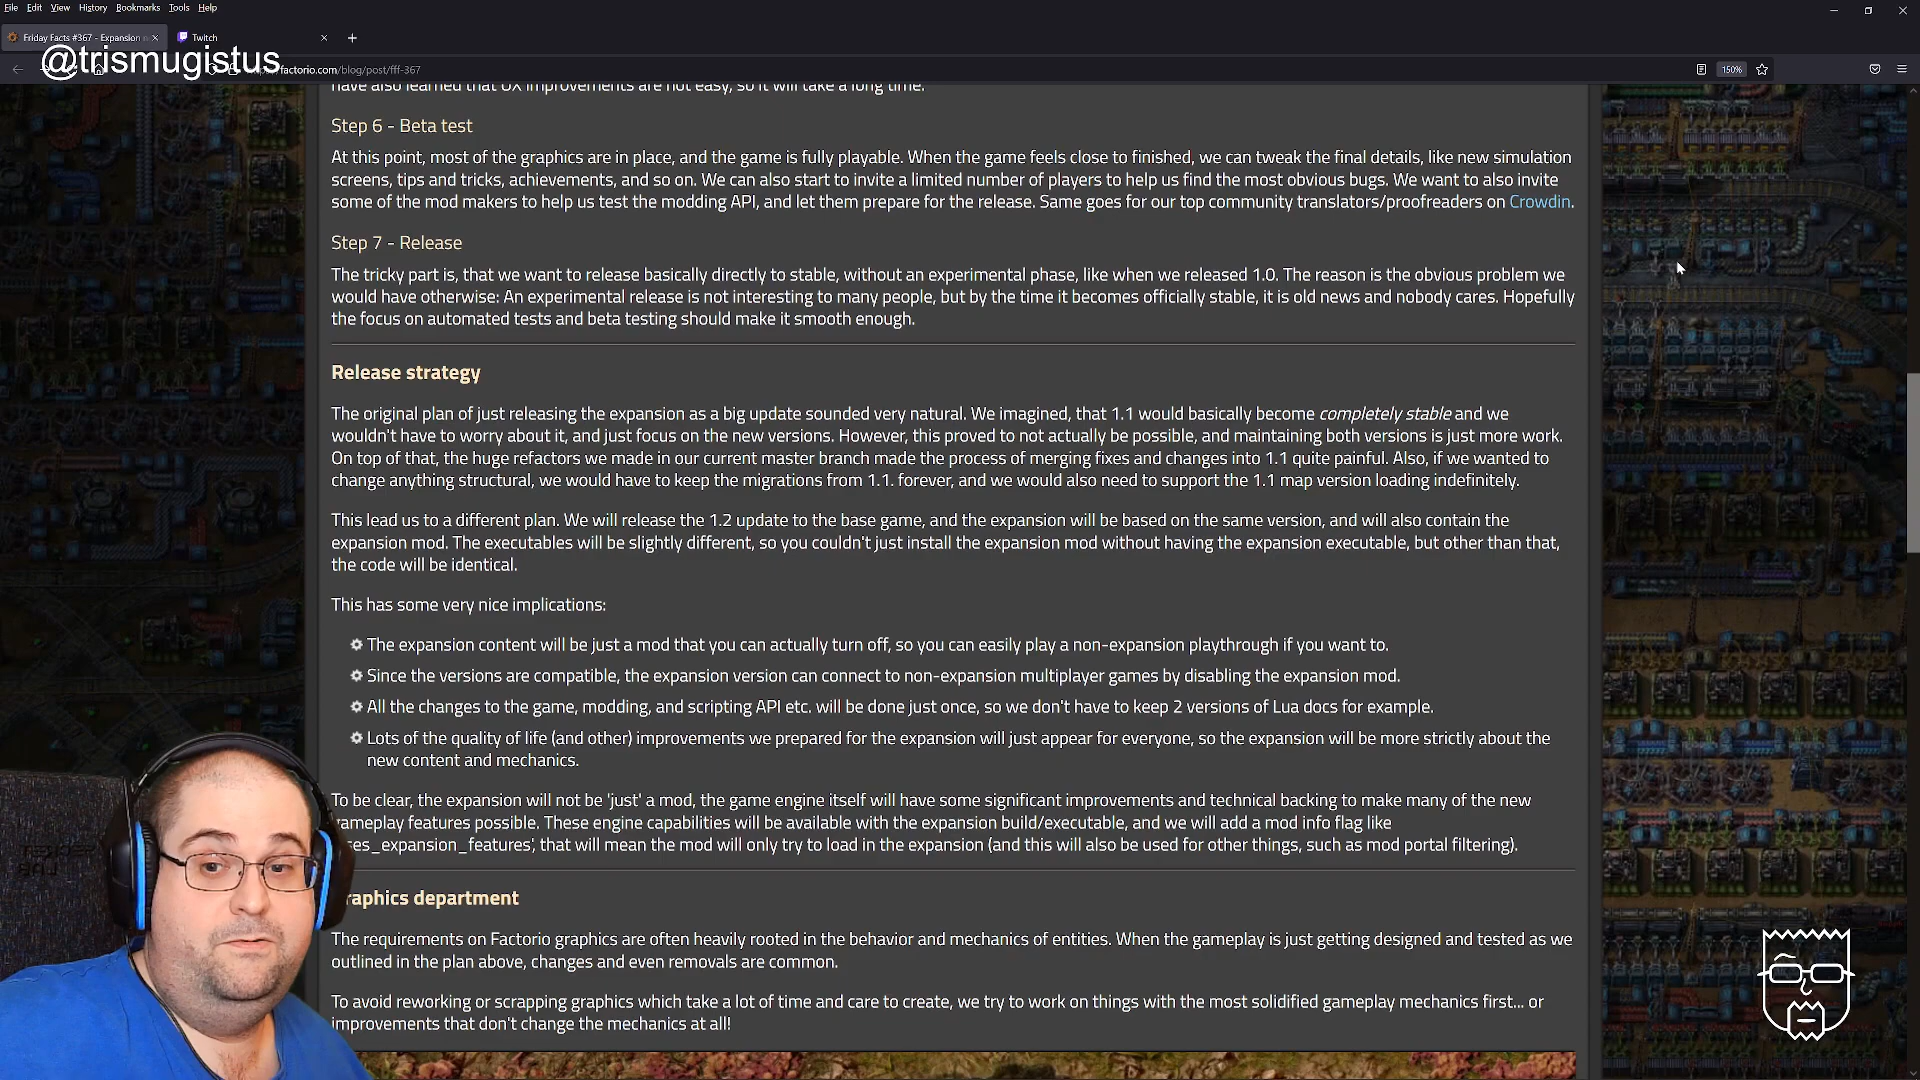 File Edit View History Bookmarks Tools Help
Friday Facts #367 - Expansion
Twitch
@trismugistus
factorio.com/blog/post/fff-367
150%
have also learned that UX improvements are not easy, so it will take a long time.
Step 6 - Beta test
At this point, most of the graphics are in place, and the game is fully playable. When the game feels close to finished, we can tweak the final details, like new simulation
screens, tips and tricks, achievements, and so on. We can also start to invite a limited number of players to help us find the most obvious bugs. We want to also invite
some of the mod makers to help us test the modding API, and let them prepare for the release. Same goes for our top community translators/proofreaders on Crowdin.
Step 7 - Release
The tricky part is, that we want to release basically directly to stable, without an experimental phase, like when we released 1.0. The reason is the obvious problem we
would have otherwise: An experimental release is not interesting to many people, but by the time it becomes officially stable, it is old news and nobody cares. Hopefully
the focus on automated tests and beta testing should make it smooth enough.
Release strategy
The original plan of just releasing the expansion as a big update sounded very natural. We imagined, that 1.1 would basically become completely stable and we
wouldn't have to worry about it, and just focus on the new versions. However, this proved to not actually be possible, and maintaining both versions is just more work.
On top of that, the huge refactors we made in our current master branch made the process of merging fixes and changes into 1.1 quite painful. Also, if we wanted to
change anything structural, we would have to keep the migrations from 1.1. forever, and we would also need to support the 1.1 map version loading indefinitely.
This lead us to a different plan. We will release the 1.2 update to the base game, and the expansion will be based on the same version, and will also contain the
expansion mod. The executables will be slightly different, so you couldn't just install the expansion mod without having the expansion executable, but other than that,
the code will be identical.
This has some very nice implications:
The expansion content will be just a mod that you can actually turn off, so you can easily play a non-expansion playthrough if you want to.
Since the versions are compatible, the expansion version can connect to non-expansion multiplayer games by disabling the expansion mod.
All the changes to the game, modding, and scripting API etc. will be done just once, so we don't have to keep 2 versions of Lua docs for example.
Lots of the quality of life (and other) improvements we prepared for the expansion will just appear for everyone, so the expansion will be more strictly about the
new content and mechanics.
To be clear, the expansion will not be 'just' a mod, the game engine itself will have some significant improvements and technical backing to make many of the new
gameplay features possible. These engine capabilities will be available with the expansion build/executable, and we will add a mod info flag like
ses_expansion_features', that will mean the mod will only try to load in the expansion (and this will also be used for other things, such as mod portal filtering).
raphics department
The requirements on Factorio graphics are often heavily rooted in the behavior and mechanics of entities. When the gameplay is just getting designed and tested as we
outlined in the plan above, changes and even removals are common.
To avoid reworking or scrapping graphics which take a lot of time and care to create, we try to work on things with the most solidified gameplay mechanics first... or
improvements that don't change the mechanics at all!